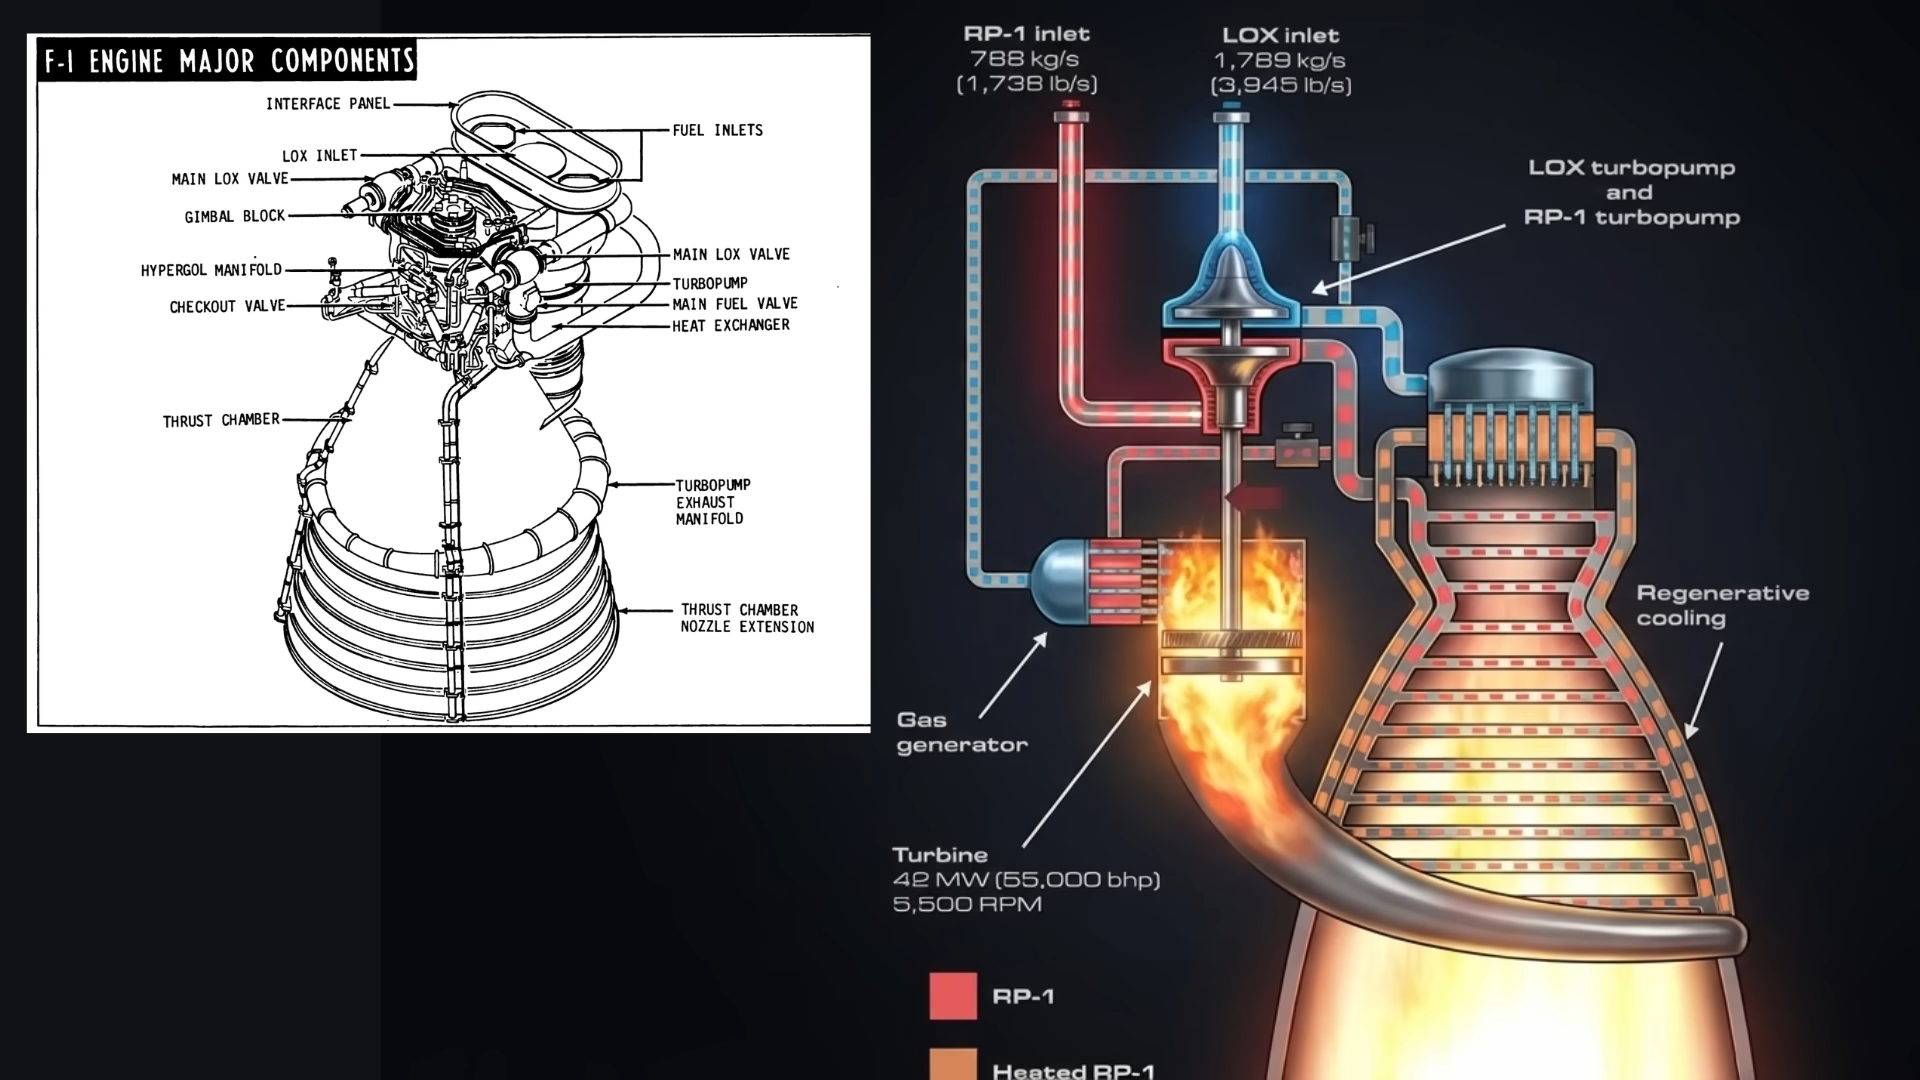 F-1 ENGINE MAJOR COMPONENTS
INTERFACE PANEL
FUEL INLETS
LOX INLET
MAIN LOX VALVE
GIMBAL BLOCK
MAIN LOX VALVE
HYPERGOL MANIFOLD
TURBOPUMP
CHECKOUT VALVE
MAIN FUEL VALVE
HEAT EXCHANGER
THRUST CHAMBER
TURBOPUMP
EXHAUST
MANIFOLD
THRUST CHAMBER
NOZZLE EXTENSION
RP-1 inlet
788 kg/s
(1,738 lb/s)
LOX inlet
1,789 kg/s
(3,945 lb/s)
LOX turbopump
and
RP-1 turbopump
Regenerative
cooling
Gas
generator
Turbine
42 MW (55,000 bhp)
5,500 RPM
RP-1
Heated RP-1